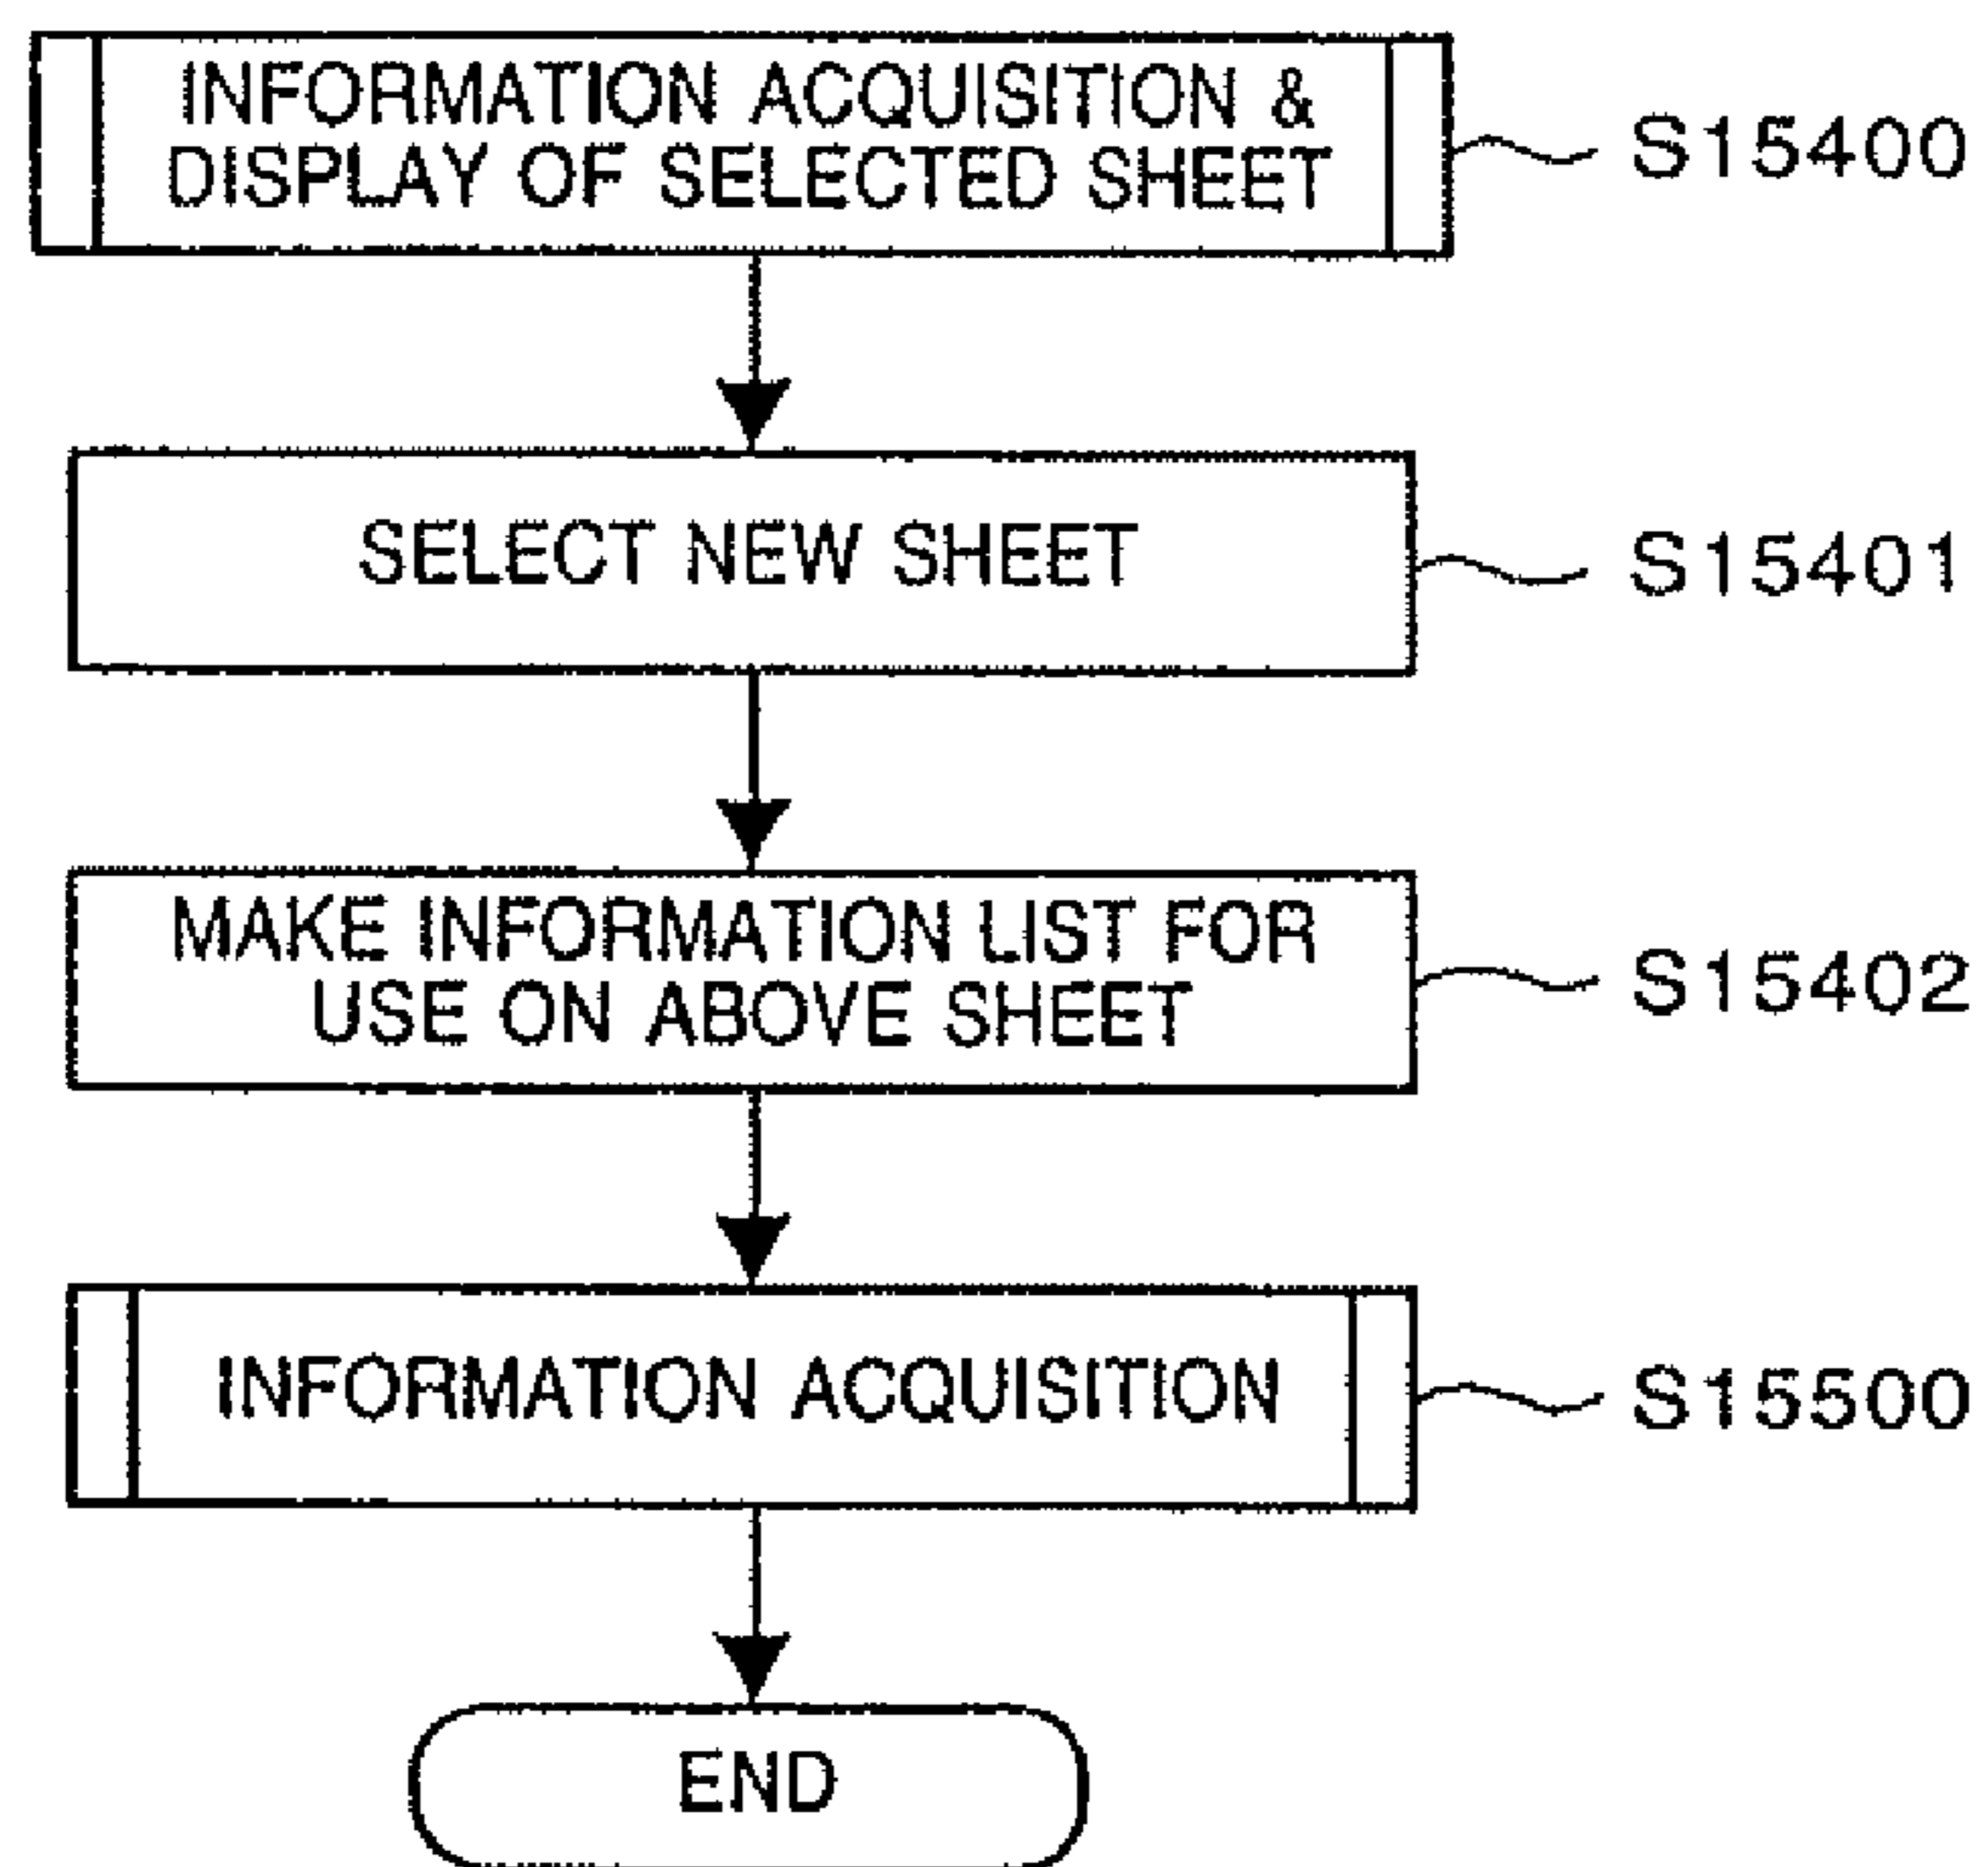 INFORMATION ACQUISITION &
DISPLAY OF SELECTED SHEET
S15400
SELECT NEW SHEET
S15401
MAKE INFORMATION LIST FOR
USE ON ABOVE SHEET
S15402
INFORMATION ACQUISITION
S15500
END